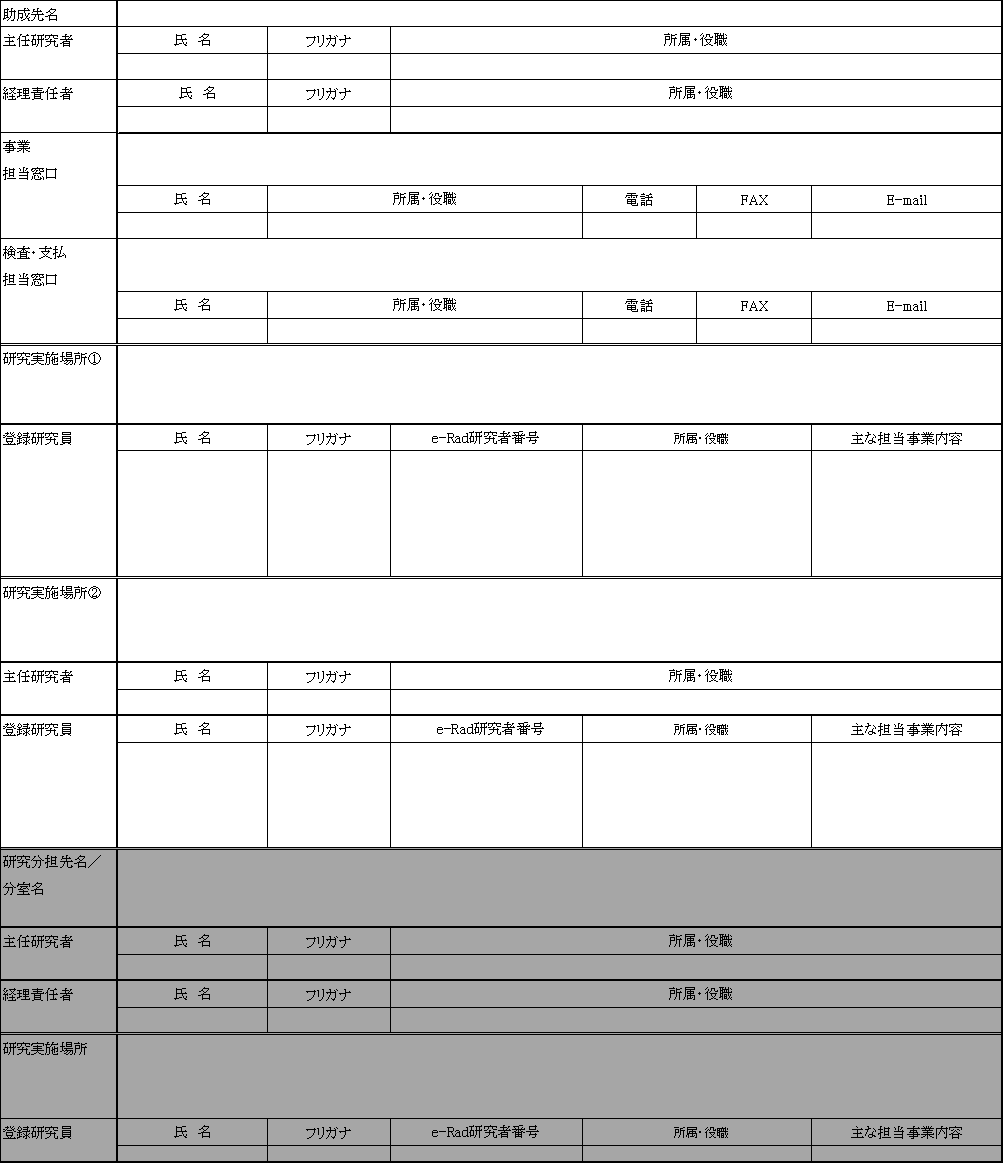 助成先名
主任研究者 氏 名 フリガナ 所属・役職
経理責任者 氏 名 フリガナ 所属・役職
事業
担当窓口
氏 名 所属・役職 電話 FAX E-mail
検査・支払
担当窓口
氏 名 所属・役職 電話 FAX E-mail
研究実施場所①
登録研究員 氏 名 フリガナ e-Rad研究者番号 所属・役職 主な担当事業内容
研究実施場所②
主任研究者 氏 名 フリガナ 所属・役職
登録研究員 氏 名 フリガナ e-Rad研究者番号 所属・役職 主な担当事業内容
研究分担先名/
分室名
主任研究者 氏 名 フリガナ 所属・役職
経理責任者 氏 名 フリガナ 所属・役職
研究実施場所
登録研究員 氏 名 フリガナ e-Rad研究者番号 所属・役職 主な担当事業内容